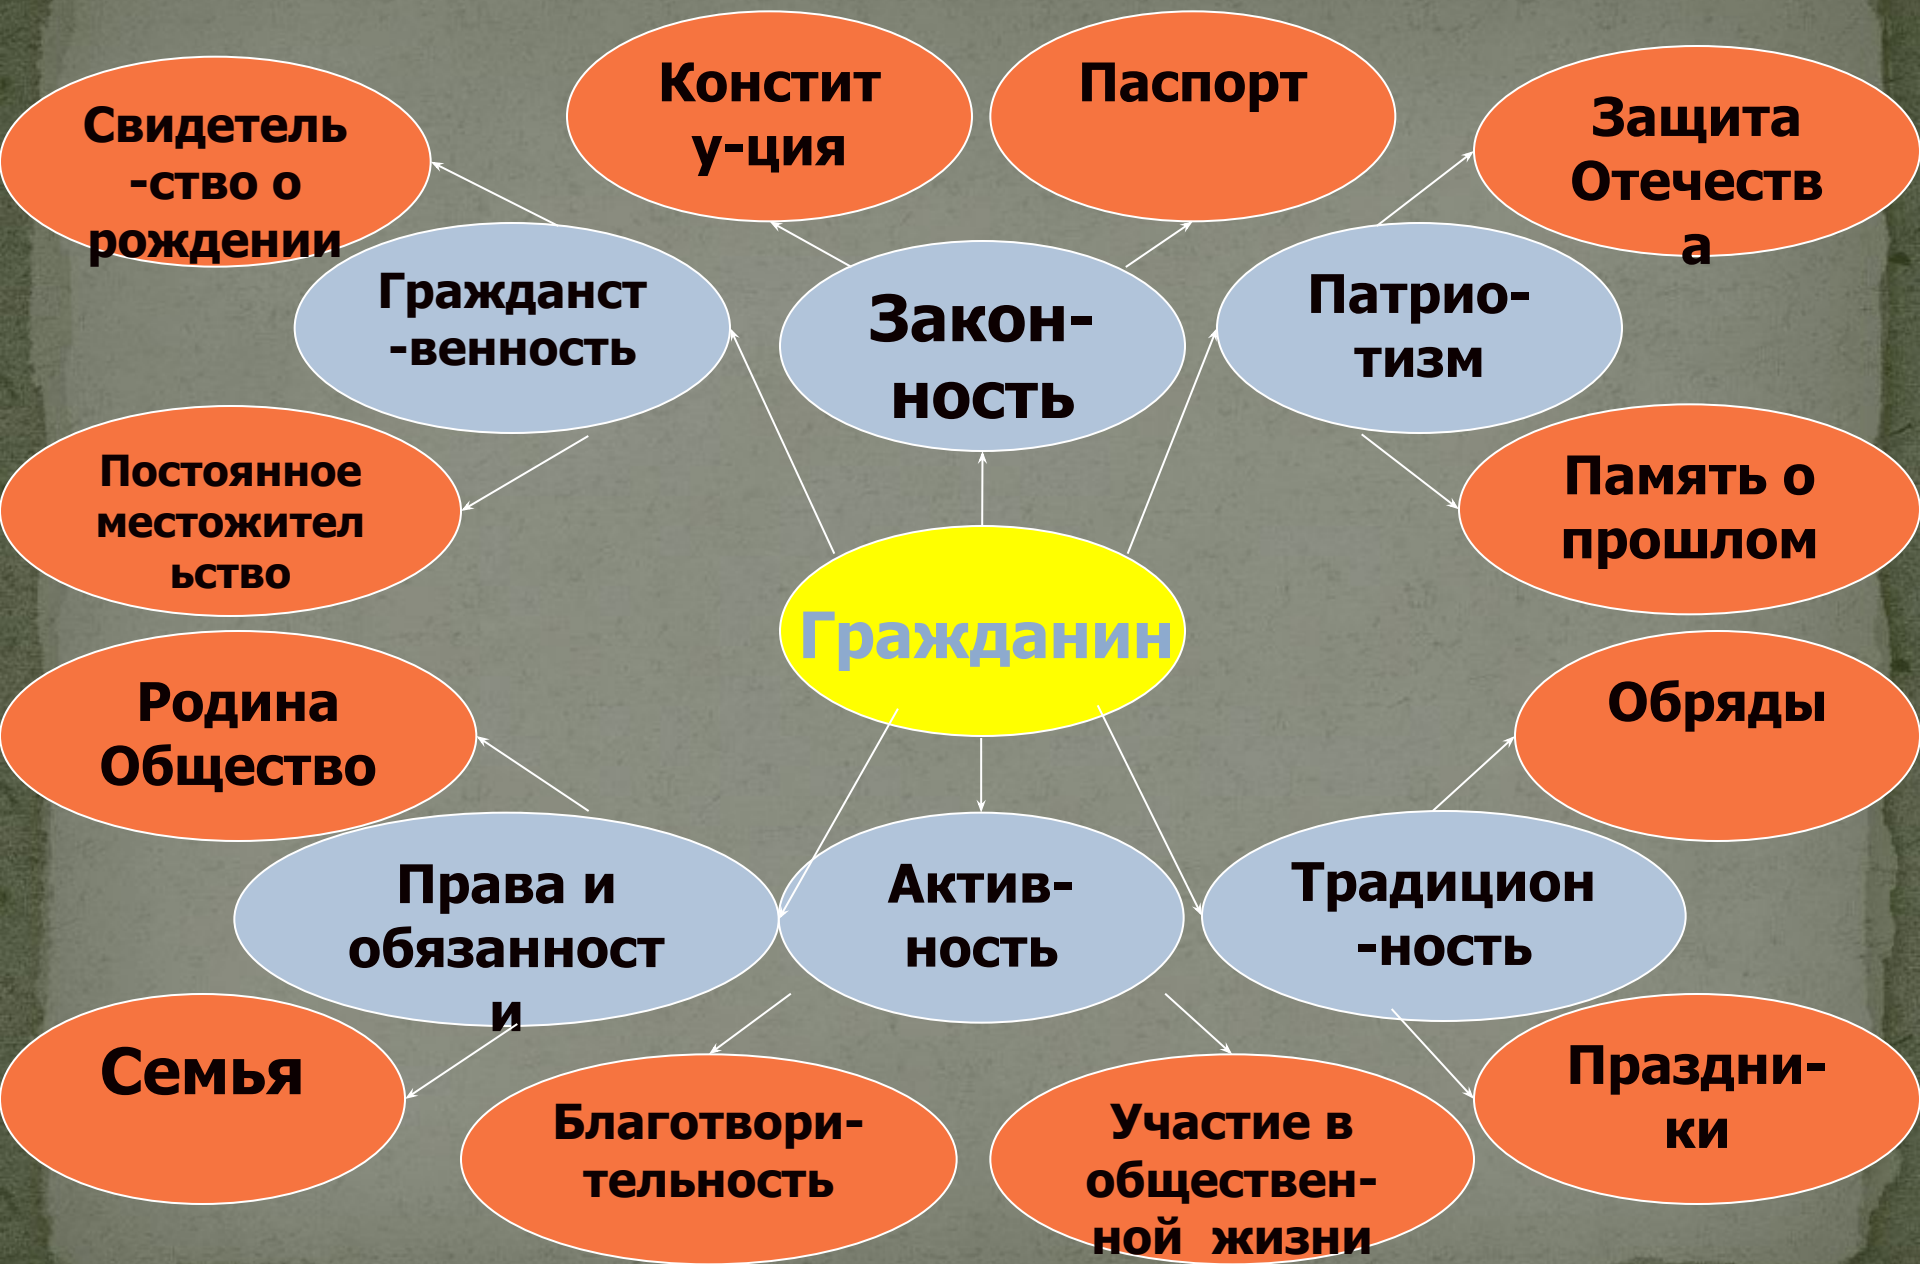 Констит
у-ция
Паспорт
Свидетель
-ство о
рождении
Защита
Отечеств
а
Гражданст
-венность
Закон-
ность
Патрио-
тизм
Постоянное
местожител
ьство
Память о
прошлом
Гражданин
Родина
Общество
Обряды
Права и
обязанност
и
Актив-
ность
Традицион
-ность
Семья
Благотвори-
тельность
Участие в
обществен-
ной  жизни
Праздни-
ки